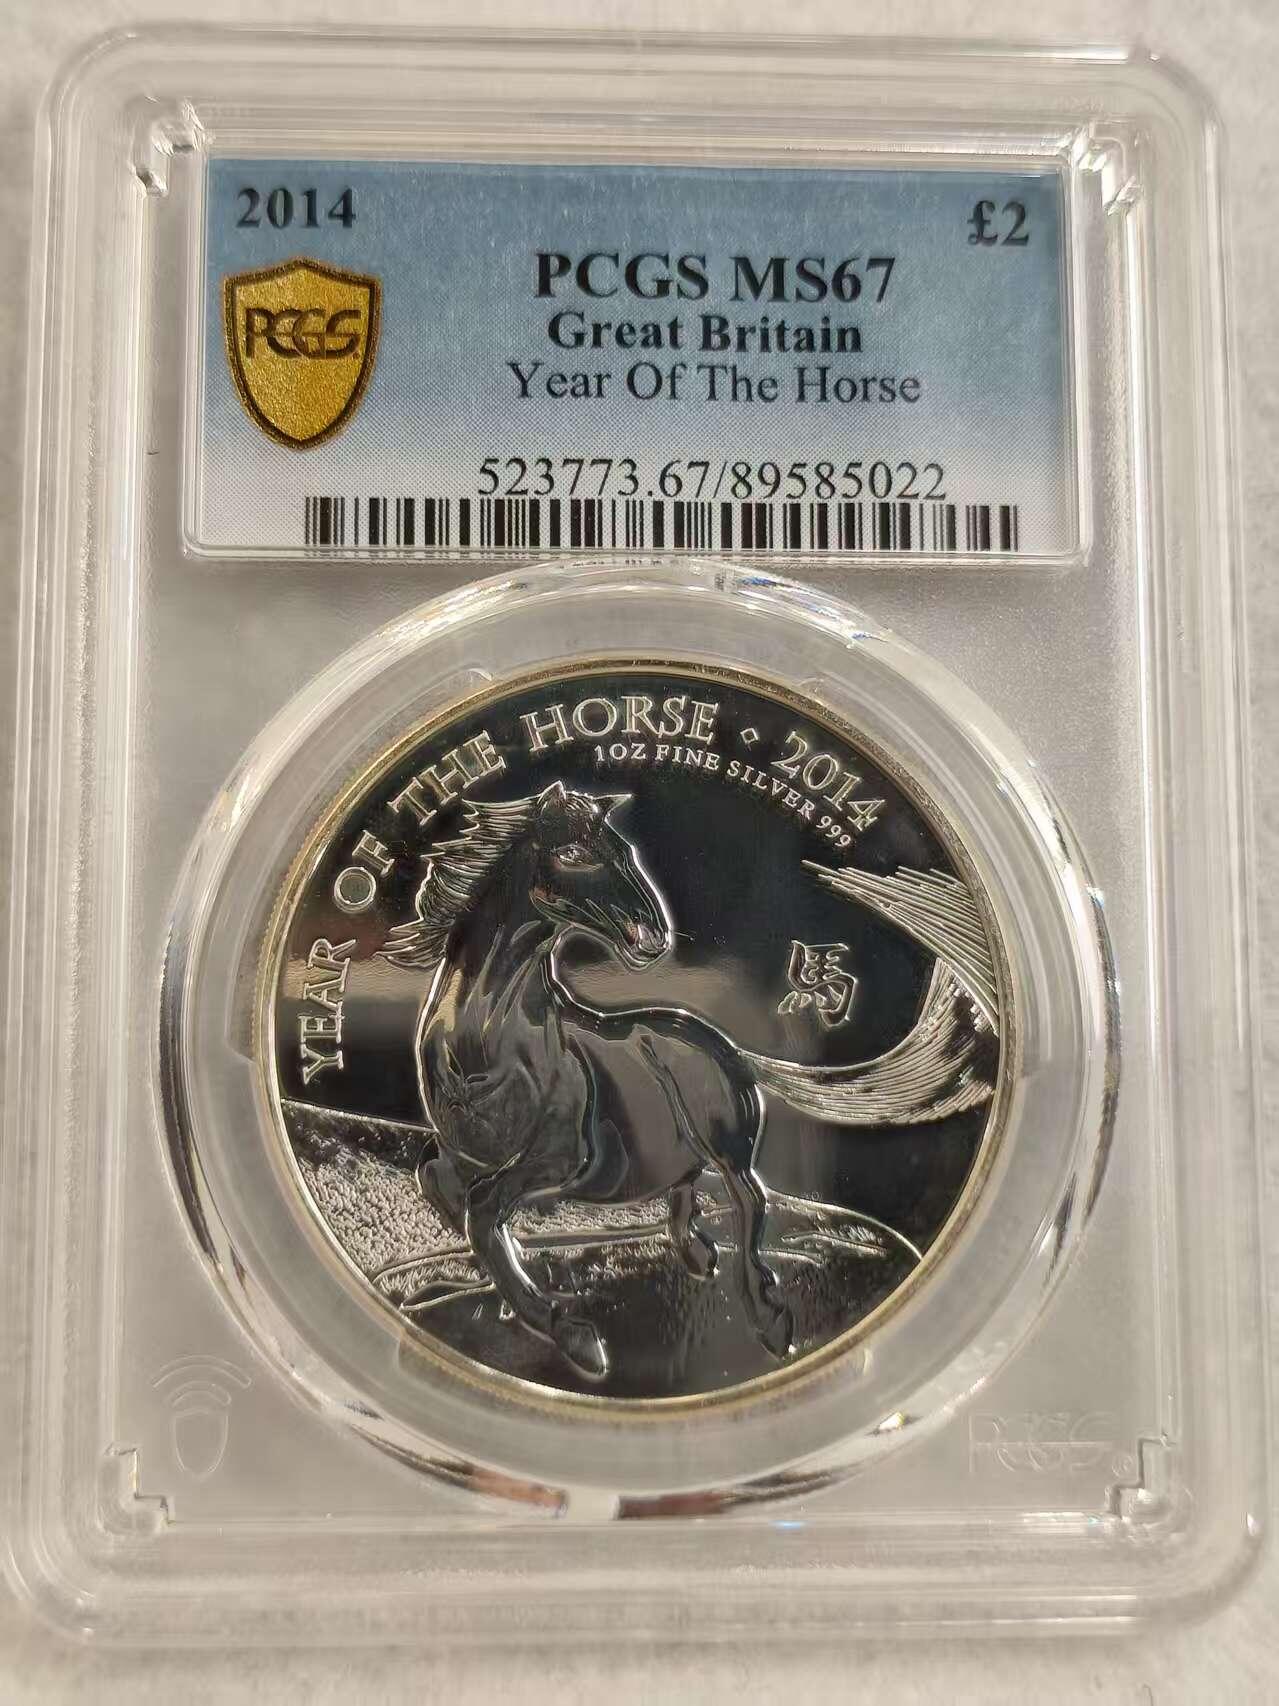 2014
£2
PCGS MS67
Great Britain
Year Of The Horse
PCGS
523773.67/89585022
YEAR OF THE HORSE · 2014
1OZ FINE SILVER 999
馬
PCGS